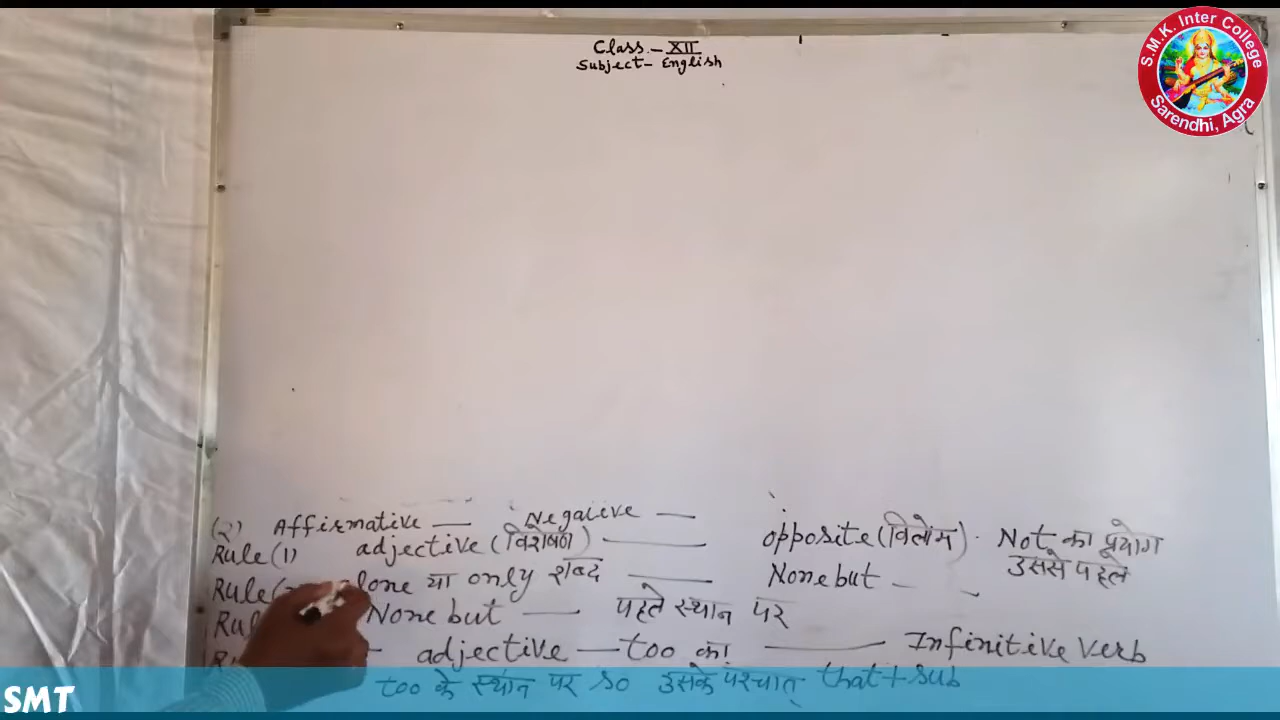 Class - XII
Subject - English
S.M.K. Inter College
Sarendhi, Agra
(2) Affirmative — Negative —
Rule (1) adjective (विशेषण) — opposite (विलोम). Not का प्रयोग उससे पहले
Rule ( lone या only शब्द — None but -
Rul None but — पहले स्थान पर
adjective — too का — Infinitive verb
too के स्थान पर so उसके पश्चात् that + sub
SMT